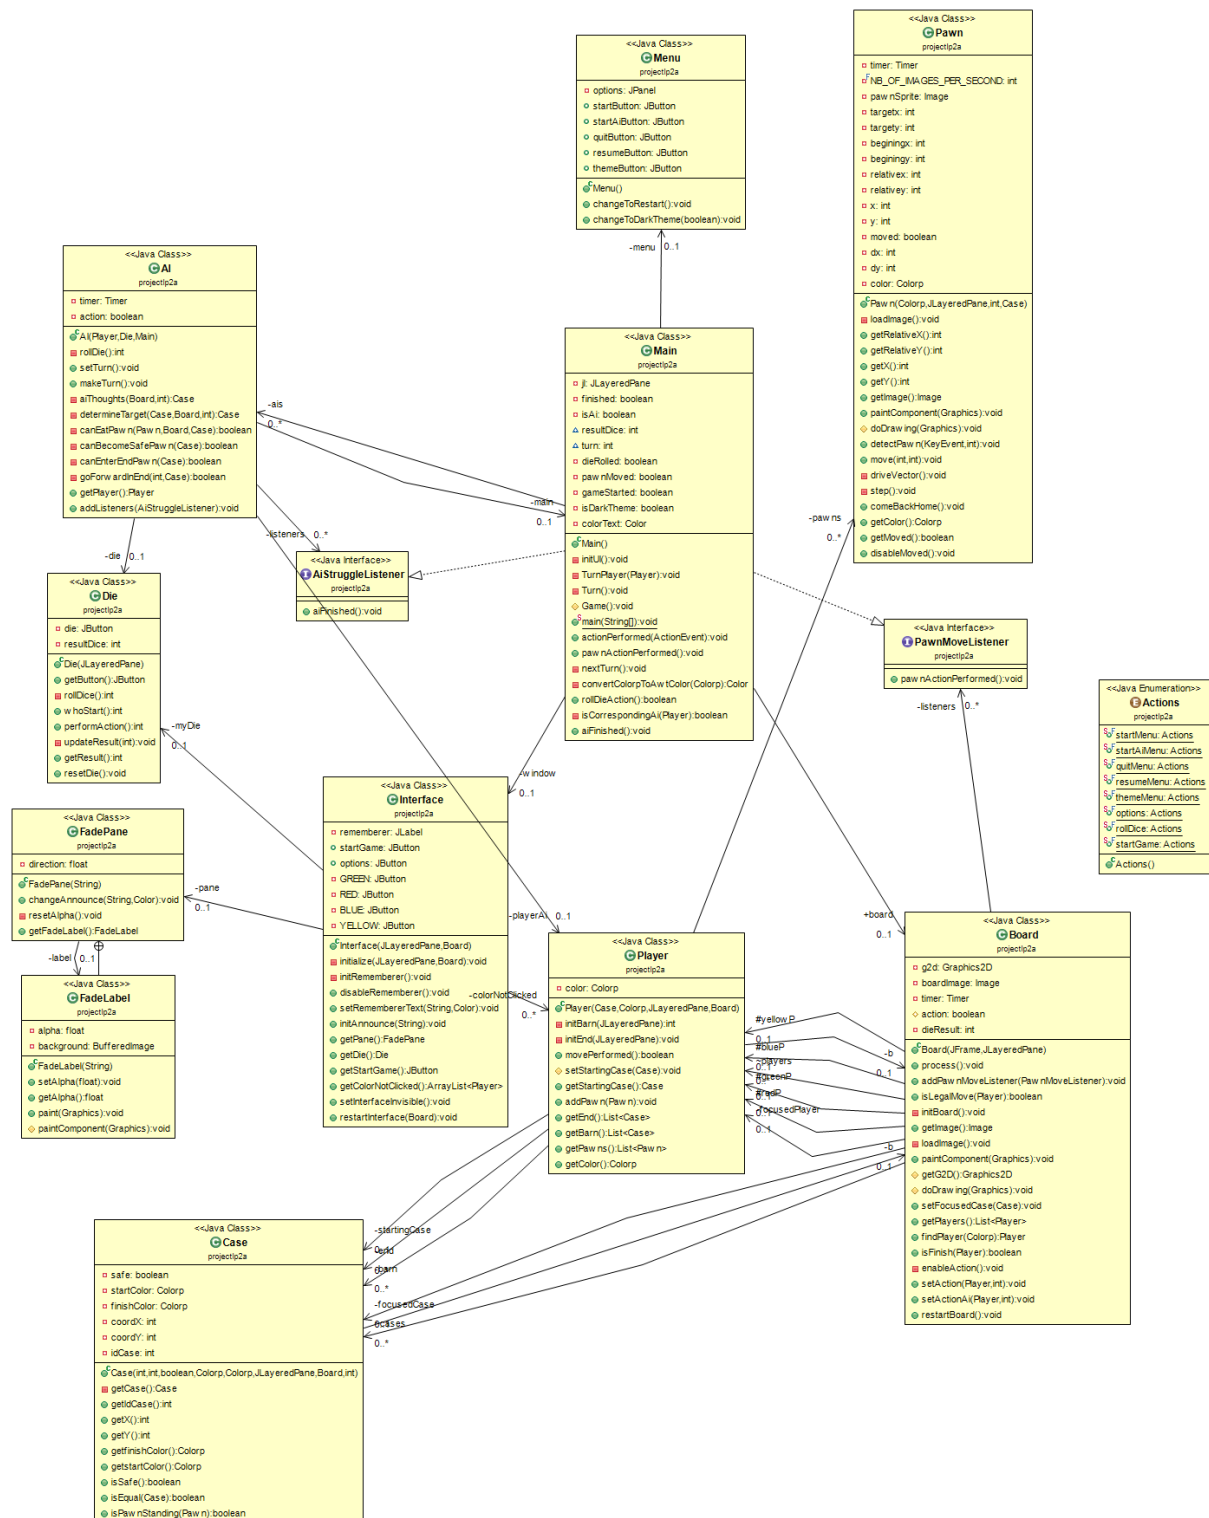 <<Java Class>>
Menu
projectlp2a
options: JPanel
startButton: JButton
startAiButton: JButton
quitButton: JButton
resumeButton: JButton
themeButton: JButton
Menu()
changeToRestart():void
changeToDarkTheme(boolean):void
<<Java Class>>
Pawn
projectlp2a
timer: Timer
NB_OF_IMAGES_PER_SECOND: int
pawnSprite: Image
targetx: int
targety: int
beginingx: int
beginingy: int
relativex: int
relativey: int
x: int
y: int
moved: boolean
dx: int
dy: int
color: Colorp
Pawn(Colorp,JLayeredPane,int,Case)
loadImage():void
getRelativeX():int
getRelativeY():int
getX():int
getY():int
getImage():Image
paintComponent(Graphics):void
doDrawing(Graphics):void
detectPawn(KeyEvent,int):void
move(int,int):void
driveVector():void
step():void
comeBackHome():void
getColor():Colorp
getMoved():boolean
disableMoved():void
-menu 0..1
<<Java Class>>
AI
projectlp2a
timer: Timer
action: boolean
AI(Player,Die,Main)
rollDie():int
setTurn():void
makeTurn():void
aiThoughts(Board,int):Case
determineTarget(Case,Board,int):Case
canEatPawn(Pawn,Board,Case):boolean
canBecomeSafePawn(Case):boolean
canEnterEndPawn(Case):boolean
goForwardInEnd(int,Case):boolean
getPlayer():Player
addListeners(AiStruggleListener):void
<<Java Class>>
Main
projectlp2a
jl: JLayeredPane
finished: boolean
isAi: boolean
resultDice: int
turn: int
dieRolled: boolean
pawnMoved: boolean
gameStarted: boolean
isDarkTheme: boolean
colorText: Color
Main()
initUI():void
TurnPlayer(Player):void
Turn():void
Game():void
main(String[]):void
actionPerformed(ActionEvent):void
pawnActionPerformed():void
nextTurn():void
convertColorpToAwtColor(Colorp):Color
rollDieAction():boolean
isCorrespondingAi(Player):boolean
aiFinished():void
-ais
0..*
-main
0..1
-pawns
0..*
-listeners 0..*
-die 0..1
<<Java Interface>>
AiStruggleListener
projectlp2a
aiFinished():void
<<Java Class>>
Die
projectlp2a
die: JButton
resultDice: int
Die(JLayeredPane)
getButton():JButton
rollDice():int
whoStart():int
performAction():int
updateResult(int):void
getResult():int
resetDie():void
<<Java Interface>>
PawnMoveListener
projectlp2a
pawnActionPerformed():void
-listeners 0..*
<<Java Enumeration>>
Actions
projectlp2a
startMenu: Actions
startAiMenu: Actions
quitMenu: Actions
resumeMenu: Actions
themeMenu: Actions
options: Actions
rollDice: Actions
startGame: Actions
Actions()
-myDie
0..1
-window
0..1
<<Java Class>>
Interface
projectlp2a
rememberer: JLabel
startGame: JButton
options: JButton
GREEN: JButton
RED: JButton
BLUE: JButton
YELLOW: JButton
Interface(JLayeredPane,Board)
initialize(JLayeredPane,Board):void
initRememberer():void
disableRememberer():void
setRemembererText(String,Color):void
initAnnounce(String):void
getPane():FadePane
getDie():Die
getStartGame():JButton
getColorNotClicked():ArrayList<Player>
setInterfaceInvisible():void
restartInterface(Board):void
<<Java Class>>
FadePane
projectlp2a
direction: float
FadePane(String)
changeAnnounce(String,Color):void
resetAlpha():void
getFadeLabel():FadeLabel
-pane
0..1
-label 0..1
<<Java Class>>
FadeLabel
projectlp2a
alpha: float
background: BufferedImage
FadeLabel(String)
setAlpha(float):void
getAlpha():float
paint(Graphics):void
paintComponent(Graphics):void
-playerAi 0..1
+board
0..1
-colorNotClicked
0..*
<<Java Class>>
Player
projectlp2a
color: Colorp
Player(Case,Colorp,JLayeredPane,Board)
initBarn(JLayeredPane):int
initEnd(JLayeredPane):void
movePerformed():boolean
setStartingCase(Case):void
getStartingCase():Case
addPawn(Pawn):void
getEnd():List<Case>
getBarn():List<Case>
getPawns():List<Pawn>
getColor():Colorp
#yellowP
0..1
#blueP
~players
#greenP
#redP
-focusedPlayer
0..1
-b
0..1
-b
0..1
<<Java Class>>
Board
projectlp2a
g2d: Graphics2D
boardImage: Image
timer: Timer
action: boolean
dieResult: int
Board(JFrame,JLayeredPane)
process():void
addPawnMoveListener(PawnMoveListener):void
isLegalMove(Player):boolean
initBoard():void
getImage():Image
loadImage():void
paintComponent(Graphics):void
getG2D():Graphics2D
doDrawing(Graphics):void
setFocusedCase(Case):void
getPlayers():List<Player>
findPlayer(Colorp):Player
isFinish(Player):boolean
enableAction():void
setAction(Player,int):void
setActionAi(Player,int):void
restartBoard():void
-startingCase
-end
-barn
0..*
-focusedCase
~cases
0..*
<<Java Class>>
Case
projectlp2a
safe: boolean
startColor: Colorp
finishColor: Colorp
coordX: int
coordY: int
idCase: int
Case(int,int,boolean,Colorp,Colorp,JLayeredPane,Board,int)
getCase():Case
getIdCase():int
getX():int
getY():int
getfinishColor():Colorp
getstartColor():Colorp
isSafe():boolean
isEqual(Case):boolean
isPawnStanding(Pawn):boolean